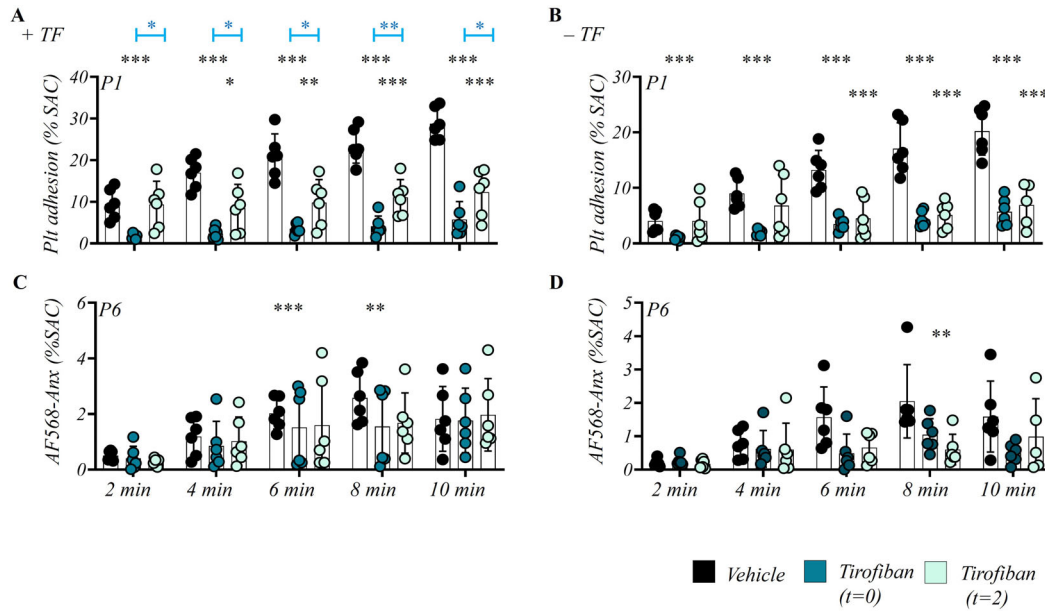 A
+ TF
* * * ** *
*** *** *** *** ***
* ** *** ***
P1
Plt adhesion (% SAC)
40
30
20
10
0
B
– TF
*** *** *** *** ***
*** *** ***
P1
Plt adhesion (% SAC)
30
20
10
0
C
P6
*** **
AF568-Anx (%SAC)
6
4
2
0
2 min 4 min 6 min 8 min 10 min
D
P6
**
AF568-Anx (%SAC)
5
4
3
2
1
0
2 min 4 min 6 min 8 min 10 min
Vehicle
Tirofiban
(t=0)
Tirofiban
(t=2)